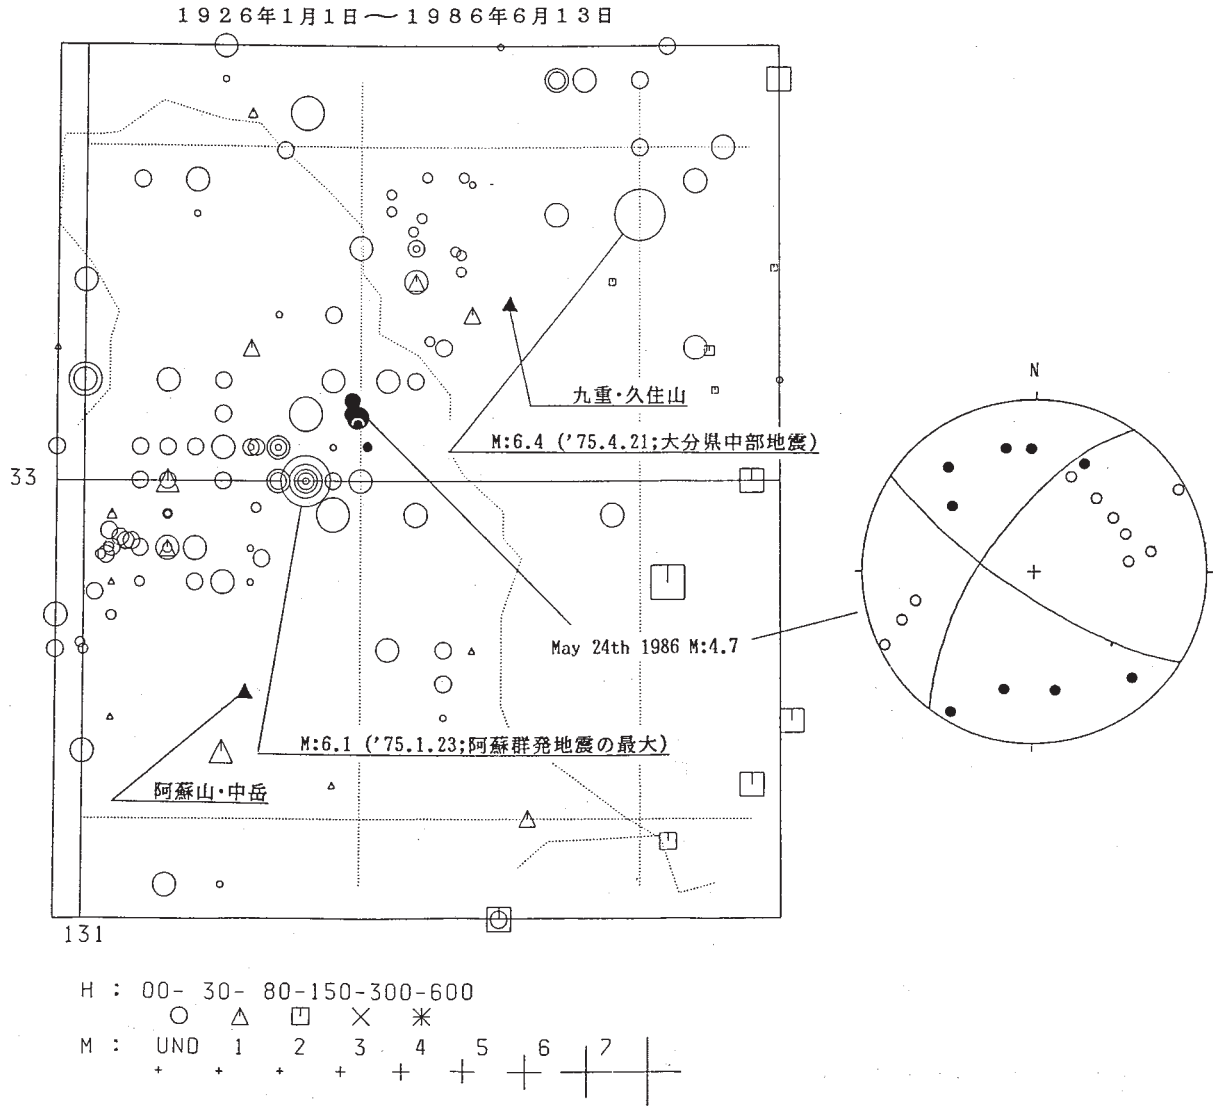 1926年1月1日～1986年6月13日
九重・久住山
N
M:6.4 ('75.4.21;大分県中部地震)
33
May 24th 1986 M:4.7
M:6.1 ('75.1.23;阿蘇群発地震の最大)
阿蘇山・中岳
131
H : 00- 30- 80-150-300-600
M : UND 1 2 3 4 5 6 7